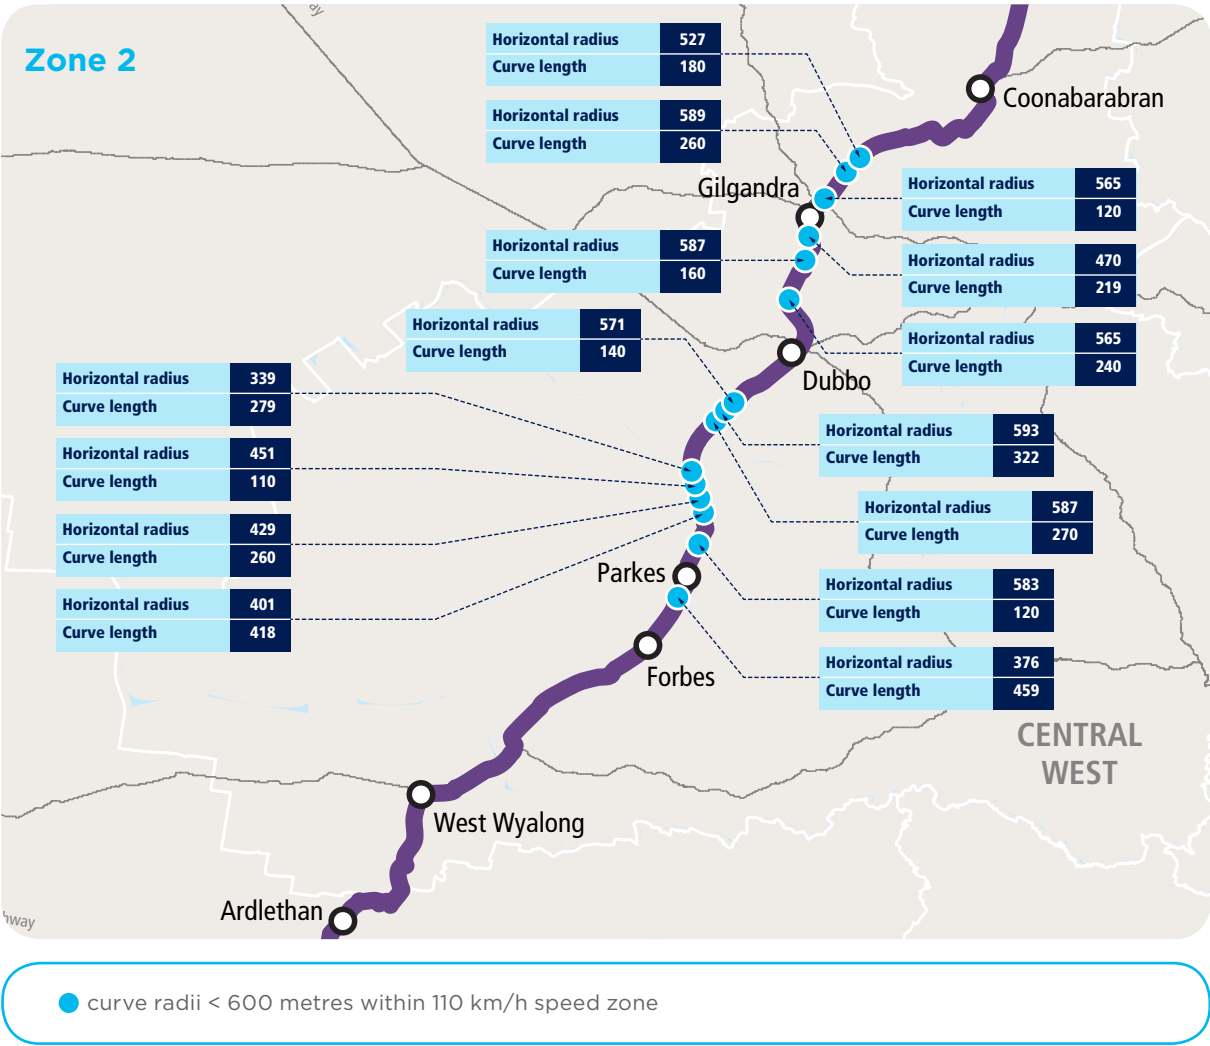 Zone 2
ay
Horizontal radius 527
Curve length 180
Coonabarabran
Horizontal radius 589
Curve length 260
Gilgandra
Horizontal radius 565
Curve length 120
Horizontal radius 587
Curve length 160
Horizontal radius 470
Curve length 219
Horizontal radius 571
Curve length 140
Horizontal radius 565
Curve length 240
Dubbo
Horizontal radius 339
Curve length 279
Horizontal radius 593
Curve length 322
Horizontal radius 451
Curve length 110
Horizontal radius 587
Curve length 270
Horizontal radius 429
Curve length 260
Parkes
Horizontal radius 583
Curve length 120
Horizontal radius 401
Curve length 418
Forbes
Horizontal radius 376
Curve length 459
CENTRAL
WEST
West Wyalong
Ardlethan
hway
curve radii < 600 metres within 110 km/h speed zone